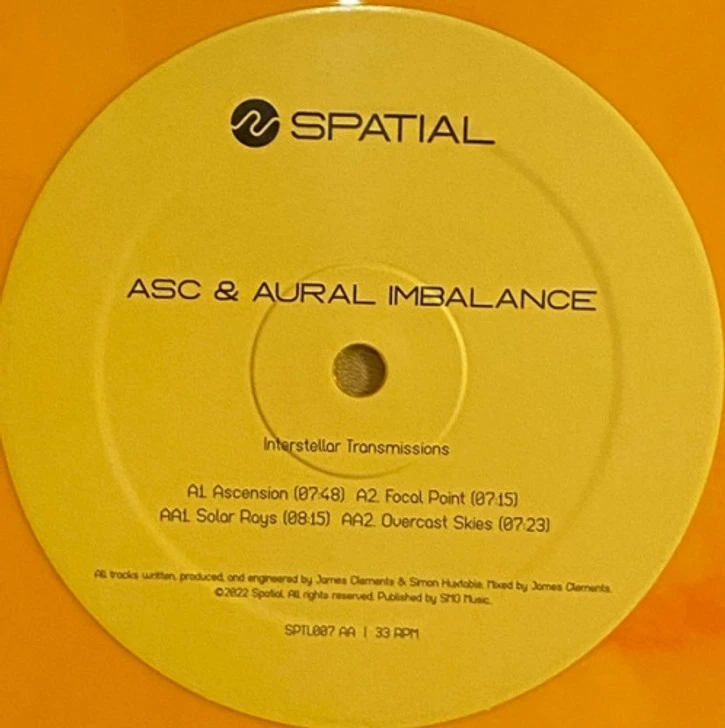 SPATIAL
ASC & AURAL IMBALANCE
Interstellar Transmissions
A1. Ascension (07:48) A2. Focal Point (07:15)
AA1. Solar Rays (08:15) AA2. Overcast Skies (07:23)
All tracks written, produced, and engineered by James Clements & Simon Huxtable. Mixed by James Clements.
©2022 Spatial. All rights reserved. Published by SMO Music.
SPTL007 AA | 33 RPM